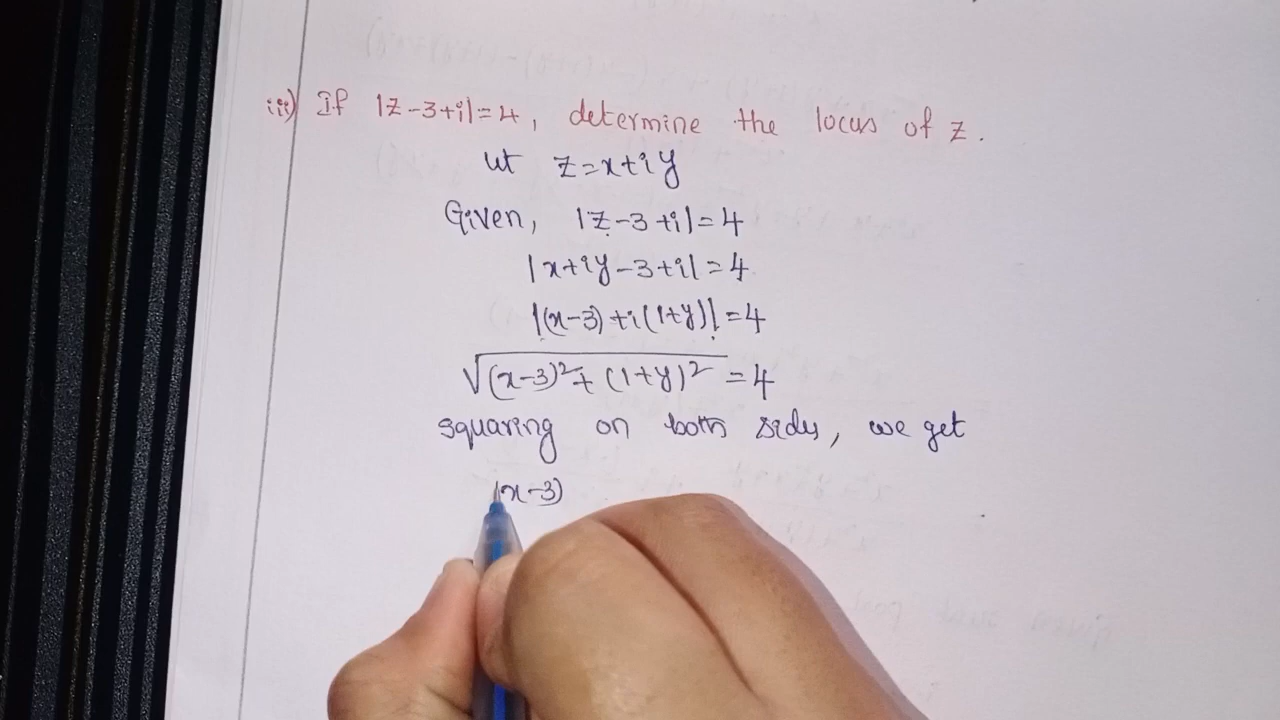 iii) If |z-3+i|=4, determine the locus of z.
let z=x+iy
Given, |z-3+i|=4
|x+iy-3+i|=4
|(x-3)+i(1+y)|=4
√(x-3)²+(1+y)² = 4
squaring on both sides, we get
(x-3)